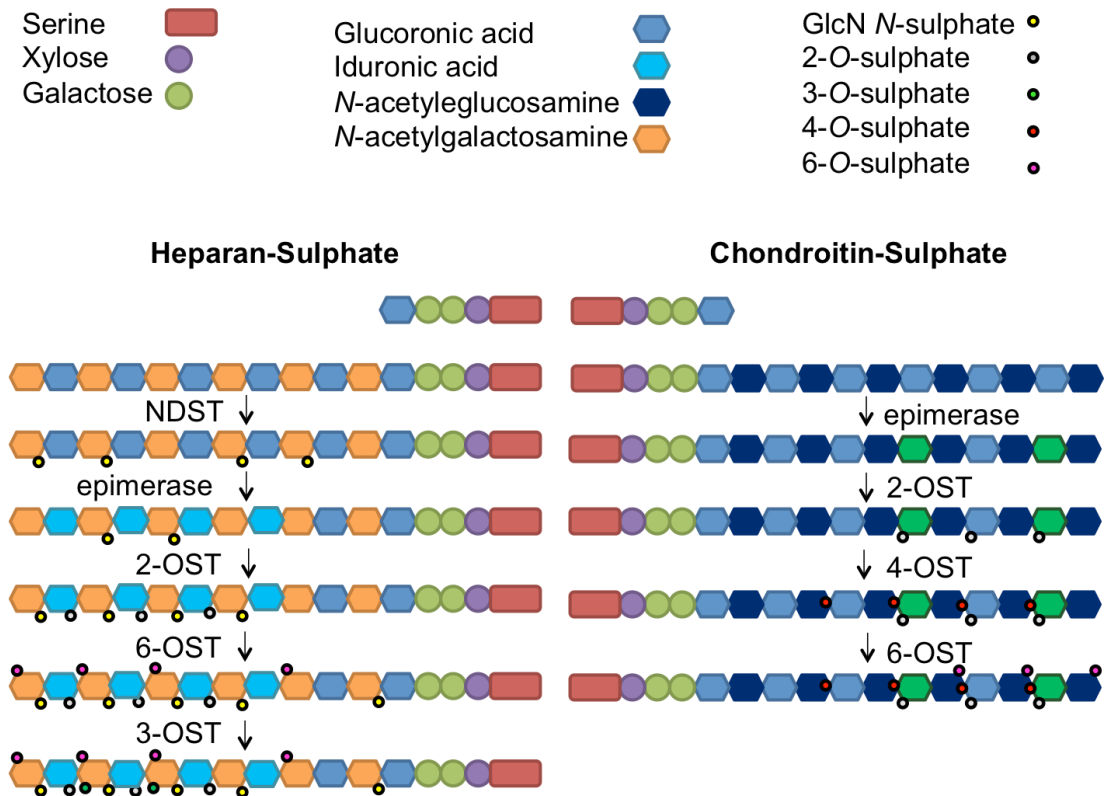 Serine
Xylose
Galactose
Glucoronic acid
Iduronic acid
N-acetyleglucosamine
N-acetylgalactosamine
GlcN N-sulphate
2-O-sulphate
3-O-sulphate
4-O-sulphate
6-O-sulphate
Heparan-Sulphate
NDST
epimerase
2-OST
6-OST
3-OST
Chondroitin-Sulphate
epimerase
2-OST
4-OST
6-OST